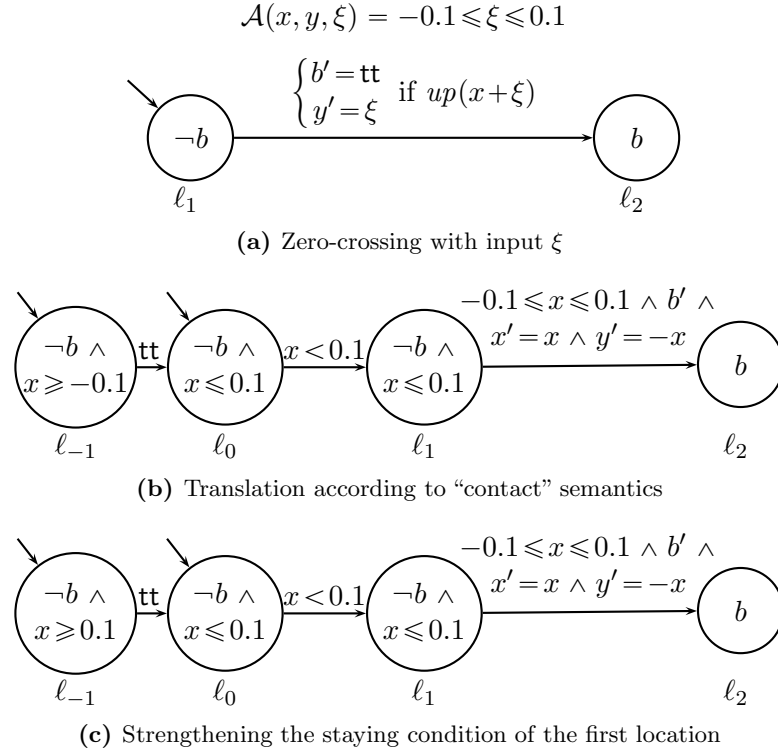 𝒜(x, y, ξ) = −0.1 ⩽ ξ ⩽ 0.1
{ b′ = tt
y′ = ξ if up(x+ξ)
¬b
b
ℓ₁
ℓ₂
(a) Zero-crossing with input ξ
−0.1 ⩽ x ⩽ 0.1 ∧ b′ ∧
x′ = x ∧ y′ = −x
¬b ∧ tt ¬b ∧ x < 0.1 ¬b ∧
x ⩾ −0.1 x ⩽ 0.1 x ⩽ 0.1 b
ℓ₋₁ ℓ₀ ℓ₁ ℓ₂
(b) Translation according to “contact” semantics
−0.1 ⩽ x ⩽ 0.1 ∧ b′ ∧
x′ = x ∧ y′ = −x
¬b ∧ tt ¬b ∧ x < 0.1 ¬b ∧
x ⩾ 0.1 x ⩽ 0.1 x ⩽ 0.1 b
ℓ₋₁ ℓ₀ ℓ₁ ℓ₂
(c) Strengthening the staying condition of the first location